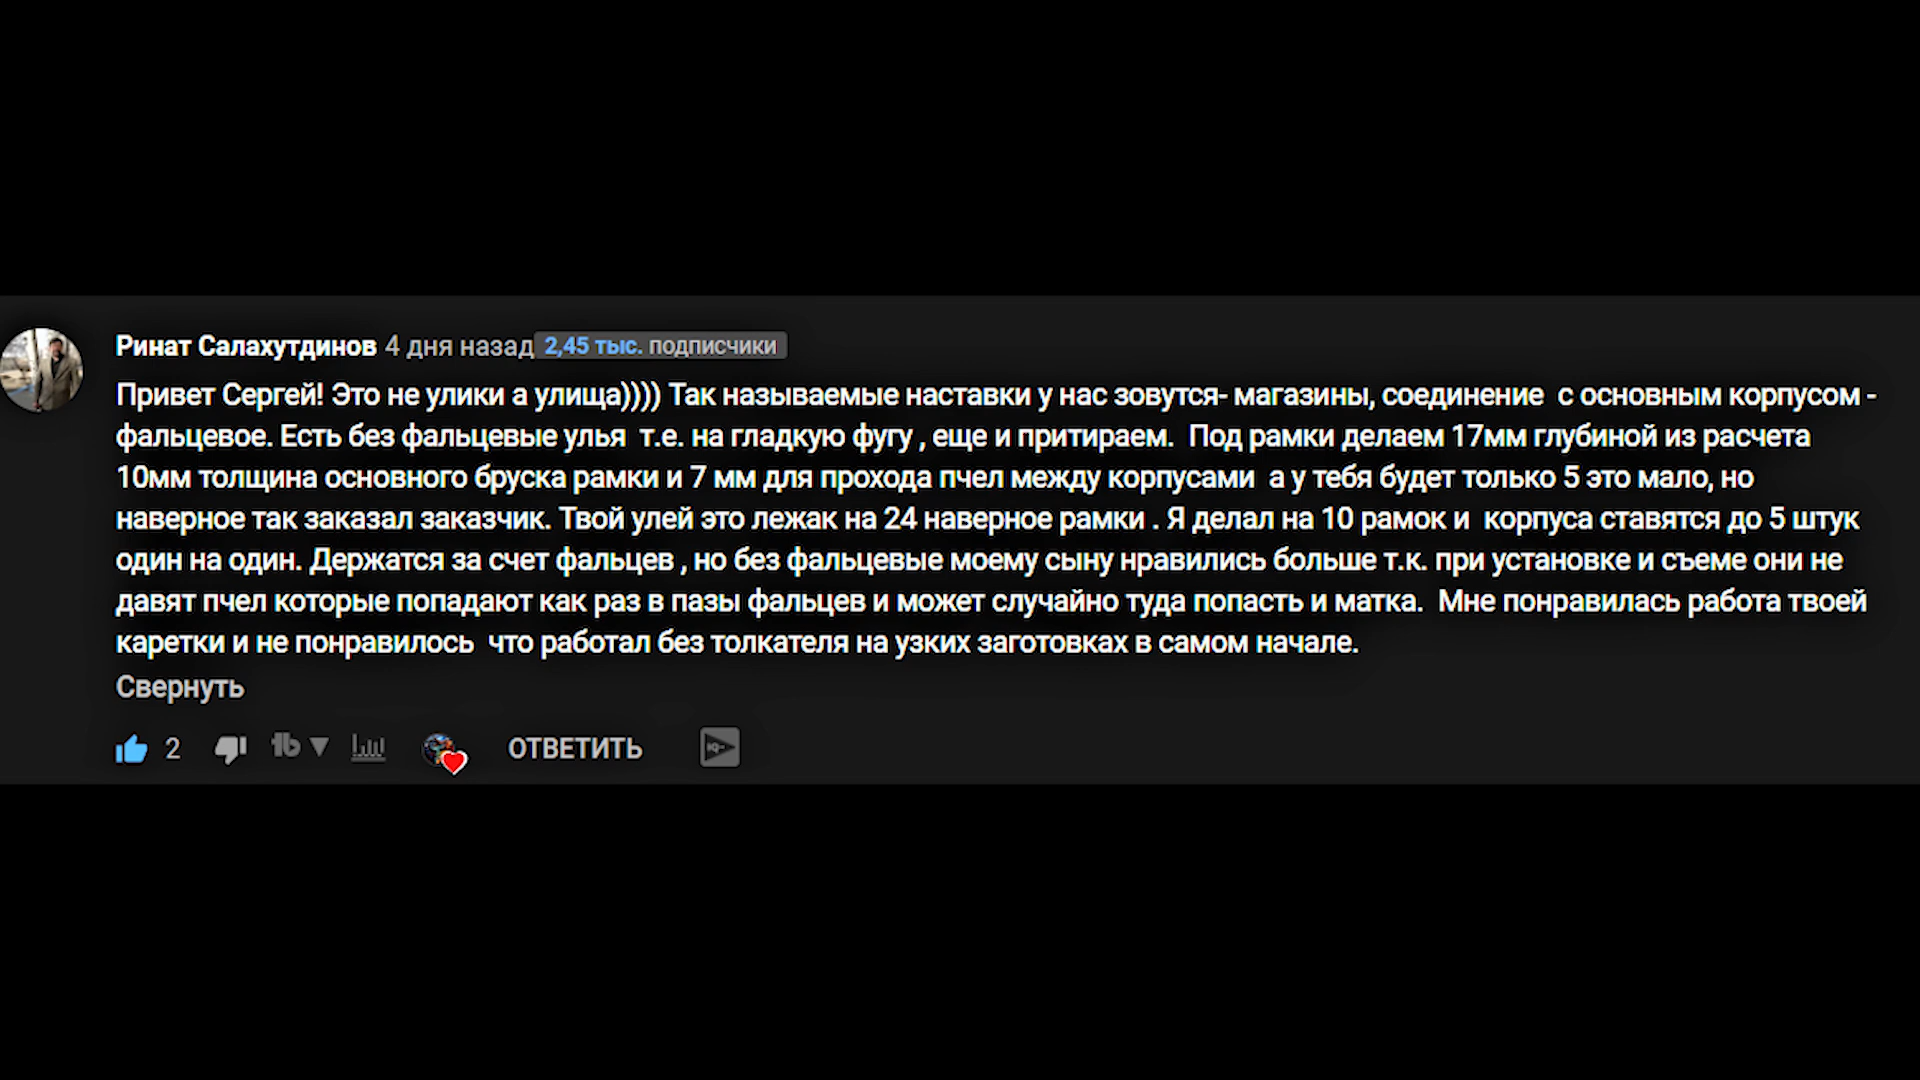 Ринат Салахутдинов 4 дня назад 2,45 тыс. подписчики
Привет Сергей! Это не улики а улища)))) Так называемые наставки у нас зовутся- магазины, соединение с основным корпусом -
фальцевое. Есть без фальцевые улья т.е. на гладкую фугу , еще и притираем. Под рамки делаем 17мм глубиной из расчета
10мм толщина основного бруска рамки и 7 мм для прохода пчел между корпусами а у тебя будет только 5 это мало, но
наверное так заказал заказчик. Твой улей это лежак на 24 наверное рамки . Я делал на 10 рамок и корпуса ставятся до 5 штук
один на один. Держатся за счет фальцев , но без фальцевые моему сыну нравились больше т.к. при установке и съеме они не
давят пчел которые попадают как раз в пазы фальцев и может случайно туда попасть и матка. Мне понравилась работа твоей
каретки и не понравилось что работал без толкателя на узких заготовках в самом начале.
Свернуть
2 ОТВЕТИТЬ